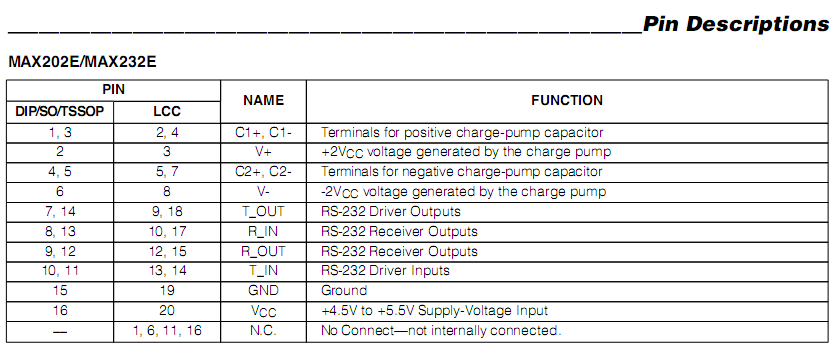 Pin Descriptions
MAX202E/MAX232E
PIN NAME FUNCTION
DIP/SO/TSSOP LCC
1, 3 2, 4 C1+, C1- Terminals for positive charge-pump capacitor
2 3 V+ +2VCC voltage generated by the charge pump
4, 5 5, 7 C2+, C2- Terminals for negative charge-pump capacitor
6 8 V- -2VCC voltage generated by the charge pump
7, 14 9, 18 T_OUT RS-232 Driver Outputs
8, 13 10, 17 R_IN RS-232 Receiver Outputs
9, 12 12, 15 R_OUT RS-232 Receiver Outputs
10, 11 13, 14 T_IN RS-232 Driver Inputs
15 19 GND Ground
16 20 VCC +4.5V to +5.5V Supply-Voltage Input
— 1, 6, 11, 16 N.C. No Connect—not internally connected.